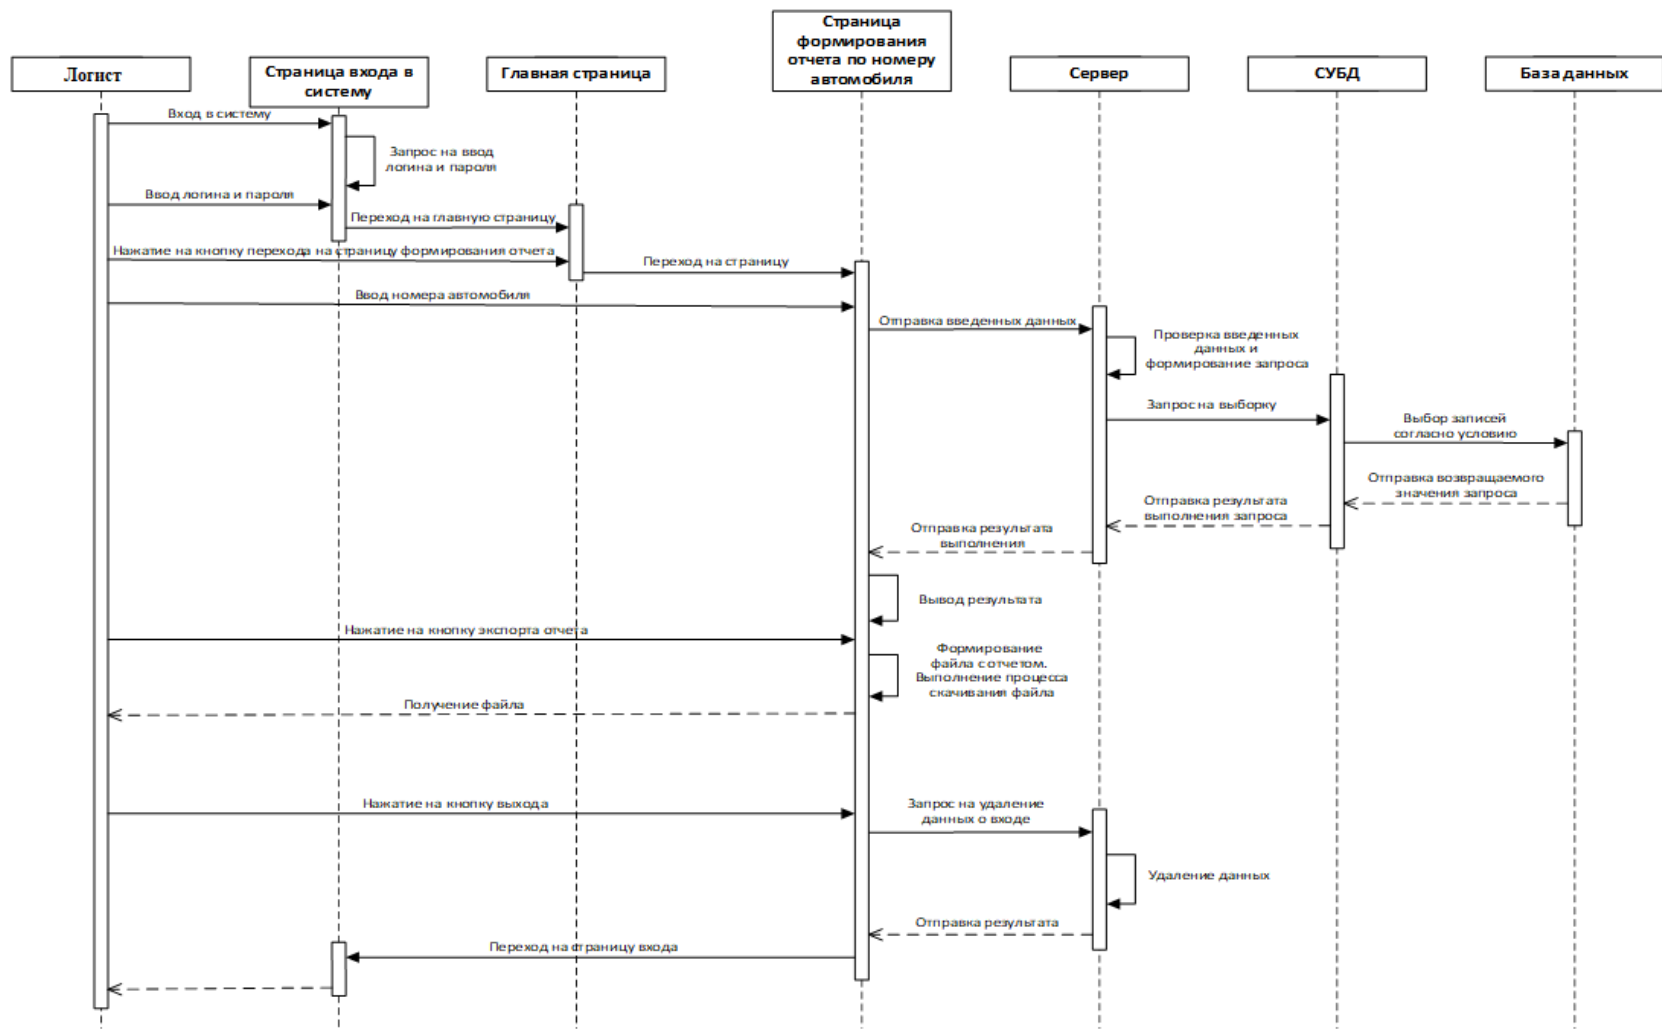 Логист
Страница входа в
систему
Главная страница
Страница
формирования
отчета по номеру
автомобиля
Сервер
СУБД
База данных
Вход в систему
Запрос на ввод
логина и пароля
Ввод логина и пароля
Переход на главную страницу
Нажатие на кнопку перехода на страницу формирования отчета
Переход на страницу
Ввод номера автомобиля
Отправка введенных данных
Проверка введенных
данных и
формирование запроса
Запрос на выборку
Выбор записей
согласно условию
Отправка возвращаемого
значения запроса
Отправка результата
выполнения запроса
Отправка результата
выполнения
Вывод результата
Нажатие на кнопку экспорта отчета
Формирование
файла с отчетом.
Выполнение процесса
скачивания файла
Получение файла
Нажатие на кнопку выхода
Запрос на удаление
данных о входе
Удаление данных
Отправка результата
Переход на страницу входа